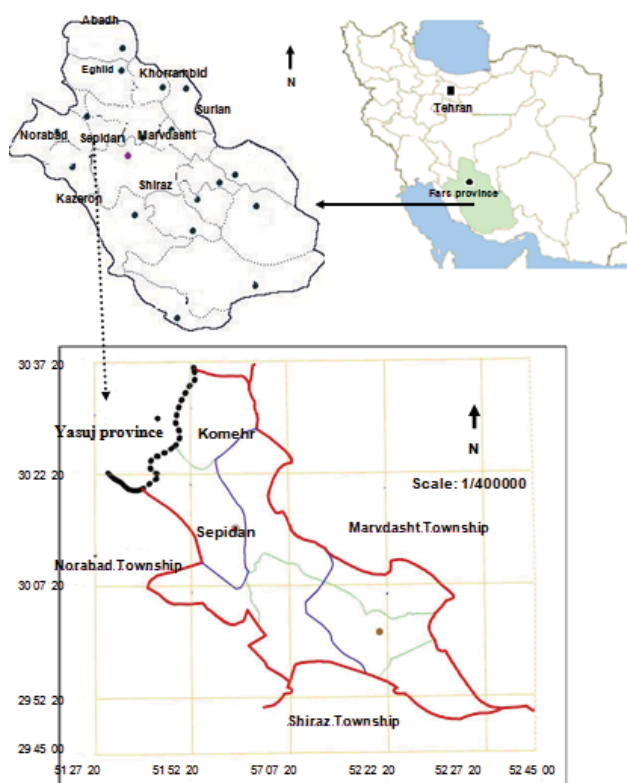 Abadh
Eghlid
Khorrambid
N
Surian
Norabad
Sepidan
Marvdasht
Shiraz
Kazeron
Tehran
Fars province
30 37 20
Yasuj province
Komehr
N
30 22 20
Scale: 1/400000
Sepidan
Marvdasht.Township
Norabad.Township
30 07 20
29 52 20
Shiraz.Township
29 45 00
51 27 20
51 52 20
57 07 20
52 22 20
52 27 20
52 45 00